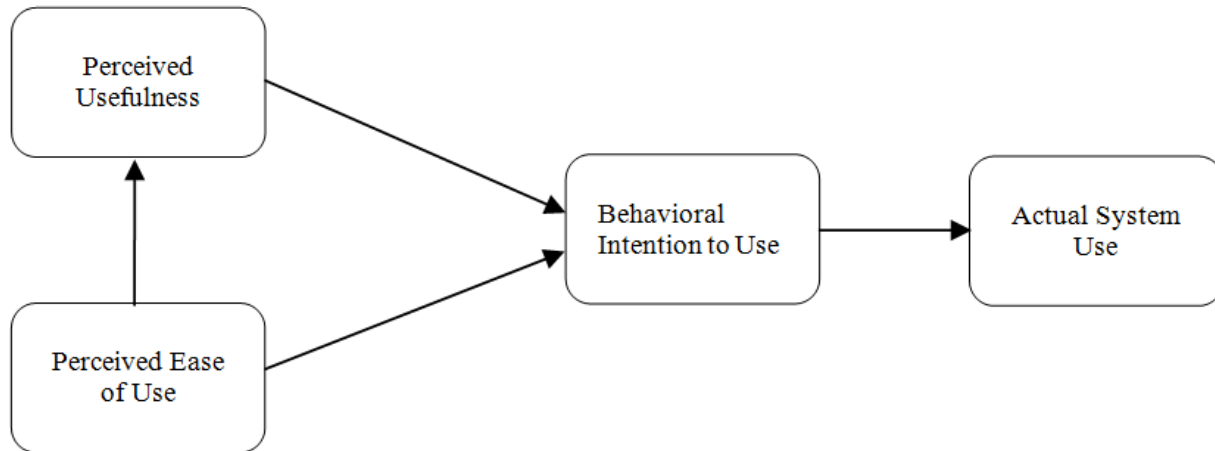 Perceived
Usefulness
Behavioral
Intention to Use
Actual System
Use
Perceived Ease
of Use